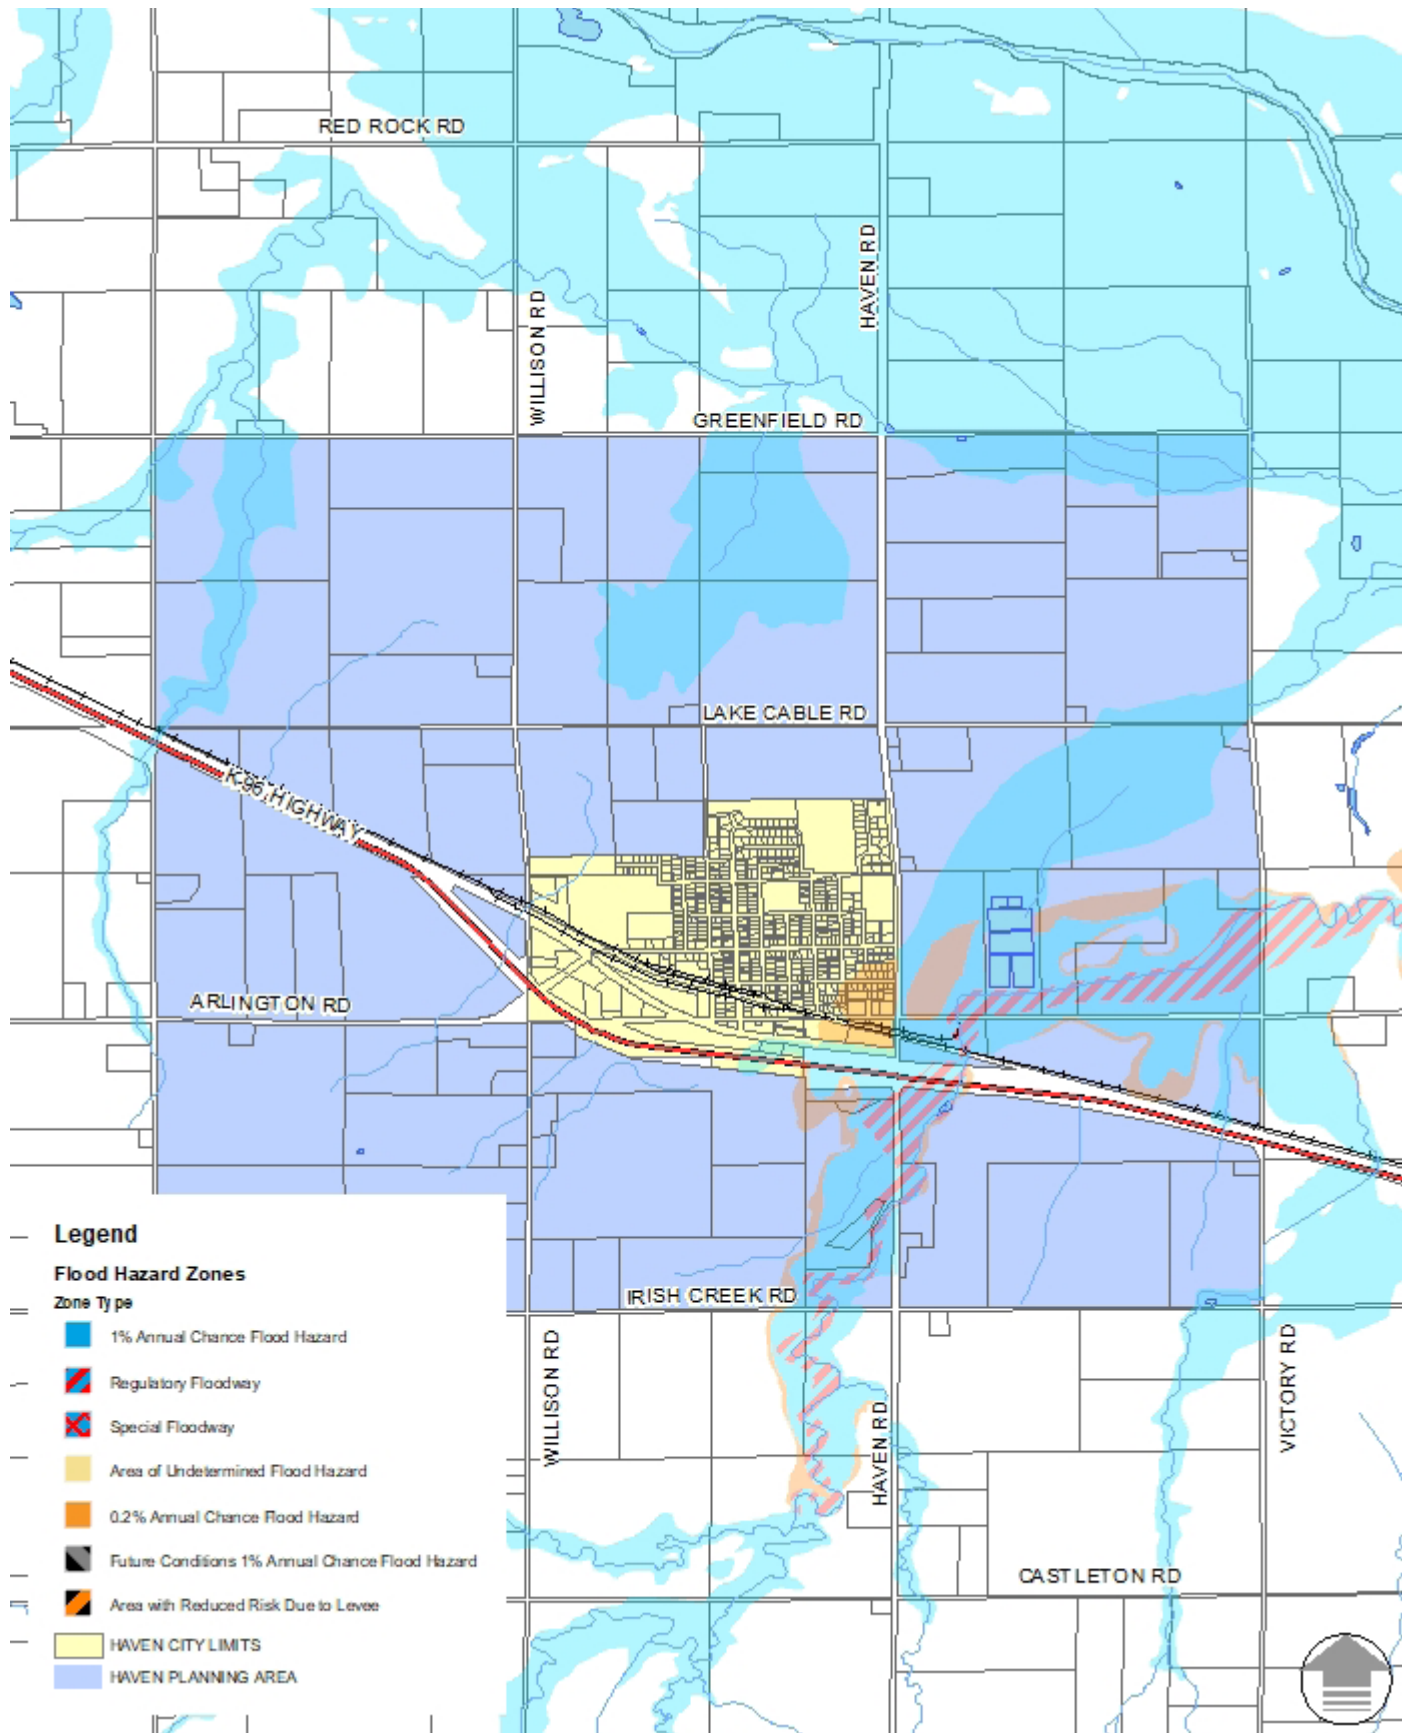 RED ROCK RD
HAVEN RD
WILLISON RD
GREENFIELD RD
LAKE CABLE RD
K-96 HIGHWAY
ARLINGTON RD
IRISH CREEK RD
WILLISON RD
HAVEN RD
VICTORY RD
CASTLETON RD
Legend
Flood Hazard Zones
Zone Type
1% Annual Chance Flood Hazard
Regulatory Floodway
Special Floodway
Area of Undetermined Flood Hazard
0.2% Annual Chance Flood Hazard
Future Conditions 1% Annual Chance Flood Hazard
Area with Reduced Risk Due to Levee
HAVEN CITY LIMITS
HAVEN PLANNING AREA